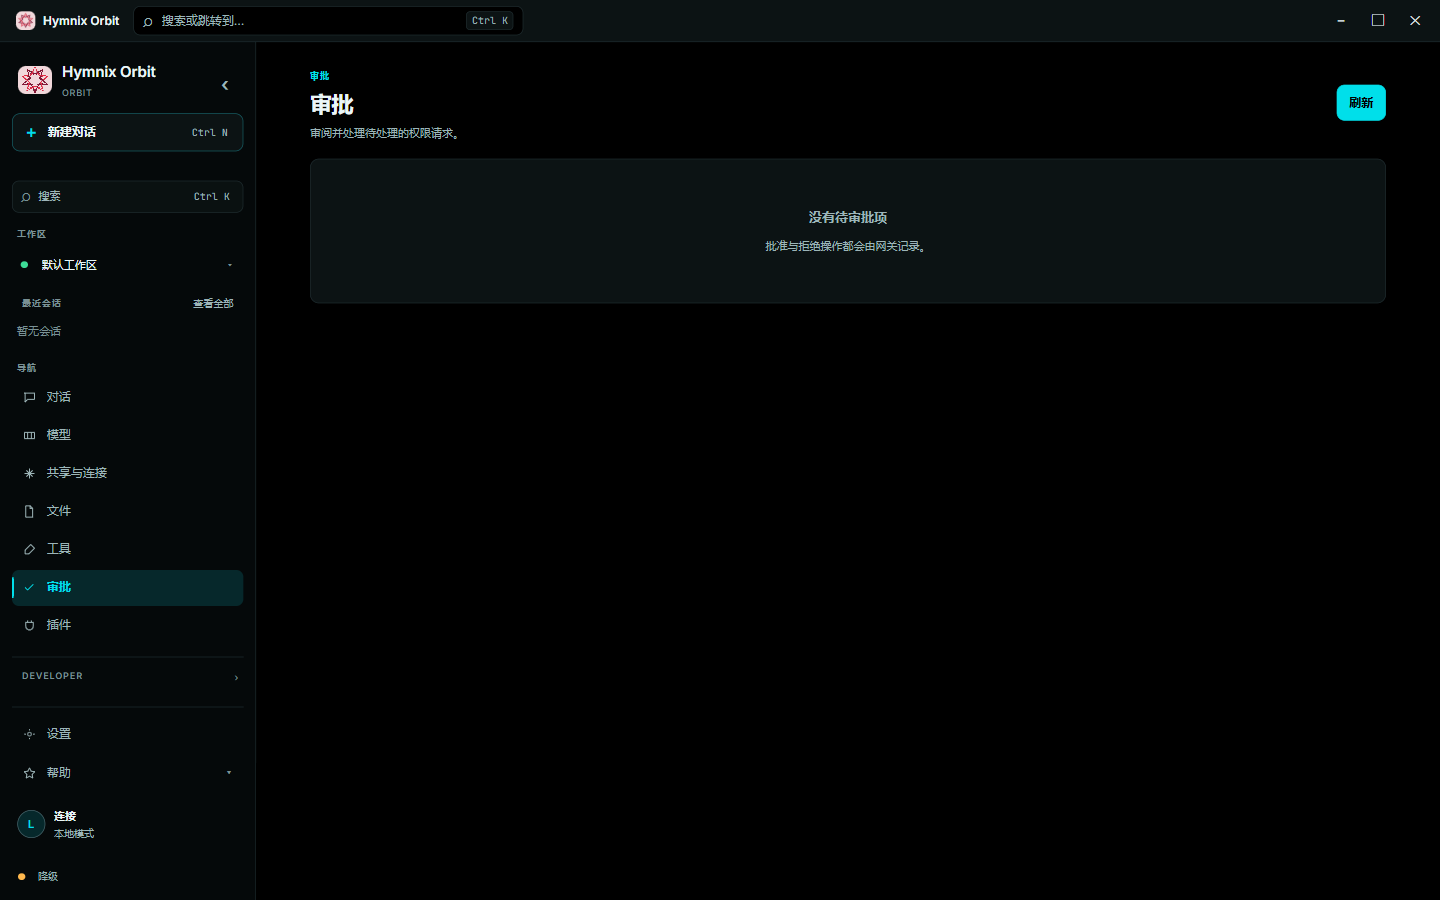 Hymnix Orbit
搜索或跳转到...
Ctrl K
Hymnix Orbit
ORBIT
新建对话
Ctrl N
搜索
Ctrl K
工作区
默认工作区
最近会话
查看全部
暂无会话
导航
对话
模型
共享与连接
文件
工具
审批
插件
DEVELOPER
设置
帮助
L
连接
本地模式
降级
审批
审批
审阅并处理待处理的权限请求。
刷新
没有待审批项
批准与拒绝操作都会由网关记录。